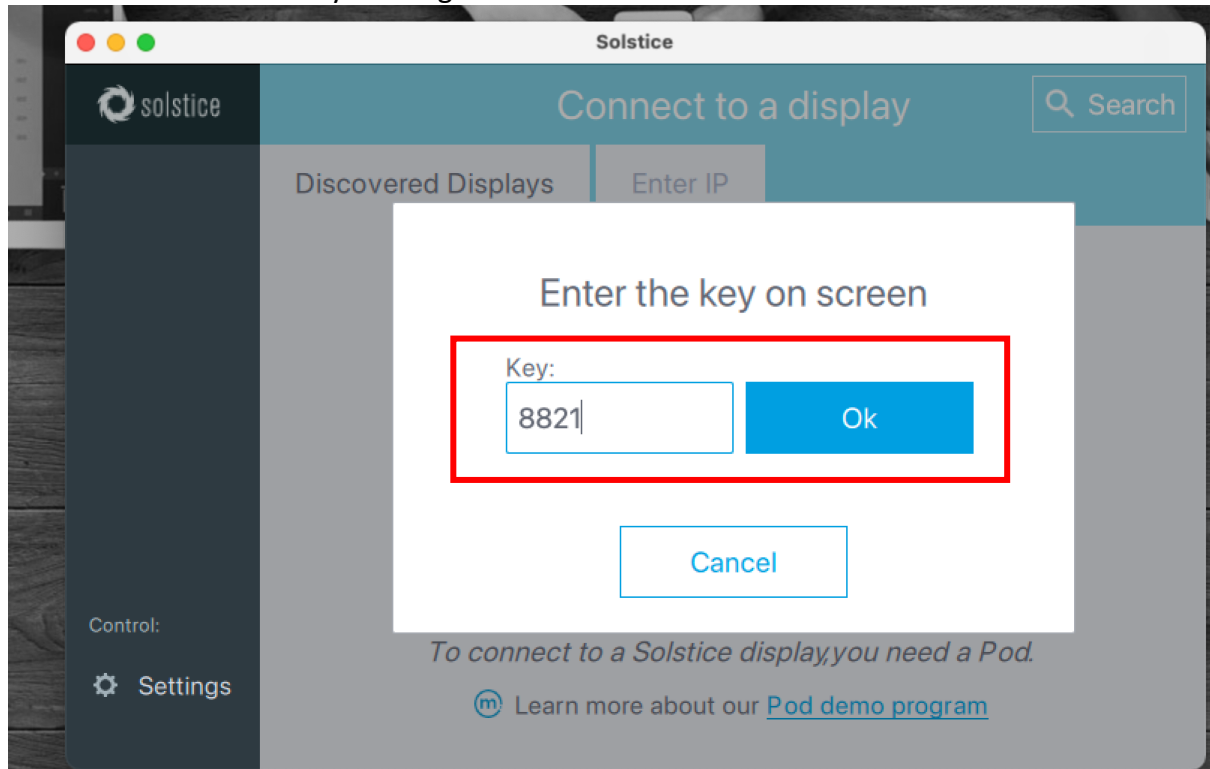 Solstice
solstice
Connect to a display
Search
Discovered Displays
Enter IP
Enter the key on screen
Key:
8821
Ok
Cancel
Control:
Settings
To connect to a Solstice display,you need a Pod.
m Learn more about our Pod demo program